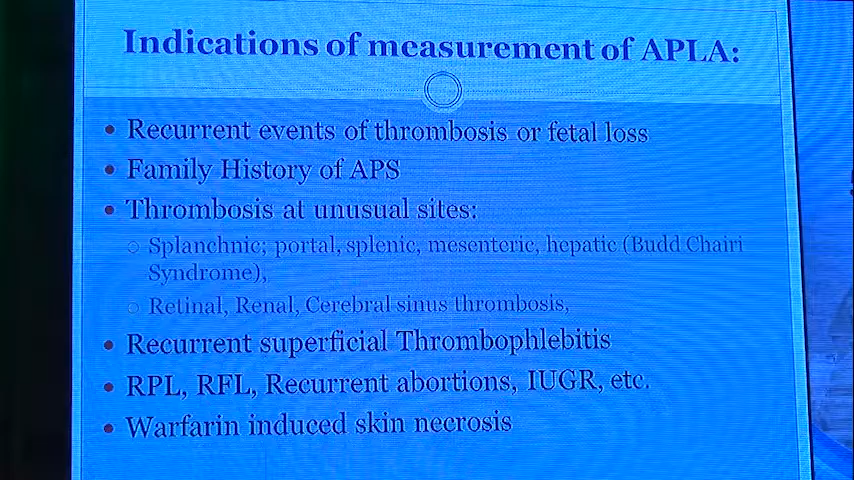 Indications of measurement of APLA:
• Recurrent events of thrombosis or fetal loss
• Family History of APS
• Thrombosis at unusual sites:
○ Splanchnic; portal, splenic, mesenteric, hepatic (Budd Chairi
Syndrome),
○ Retinal, Renal, Cerebral sinus thrombosis,
• Recurrent superficial Thrombophlebitis
• RPL, RFL, Recurrent abortions, IUGR, etc.
• Warfarin induced skin necrosis